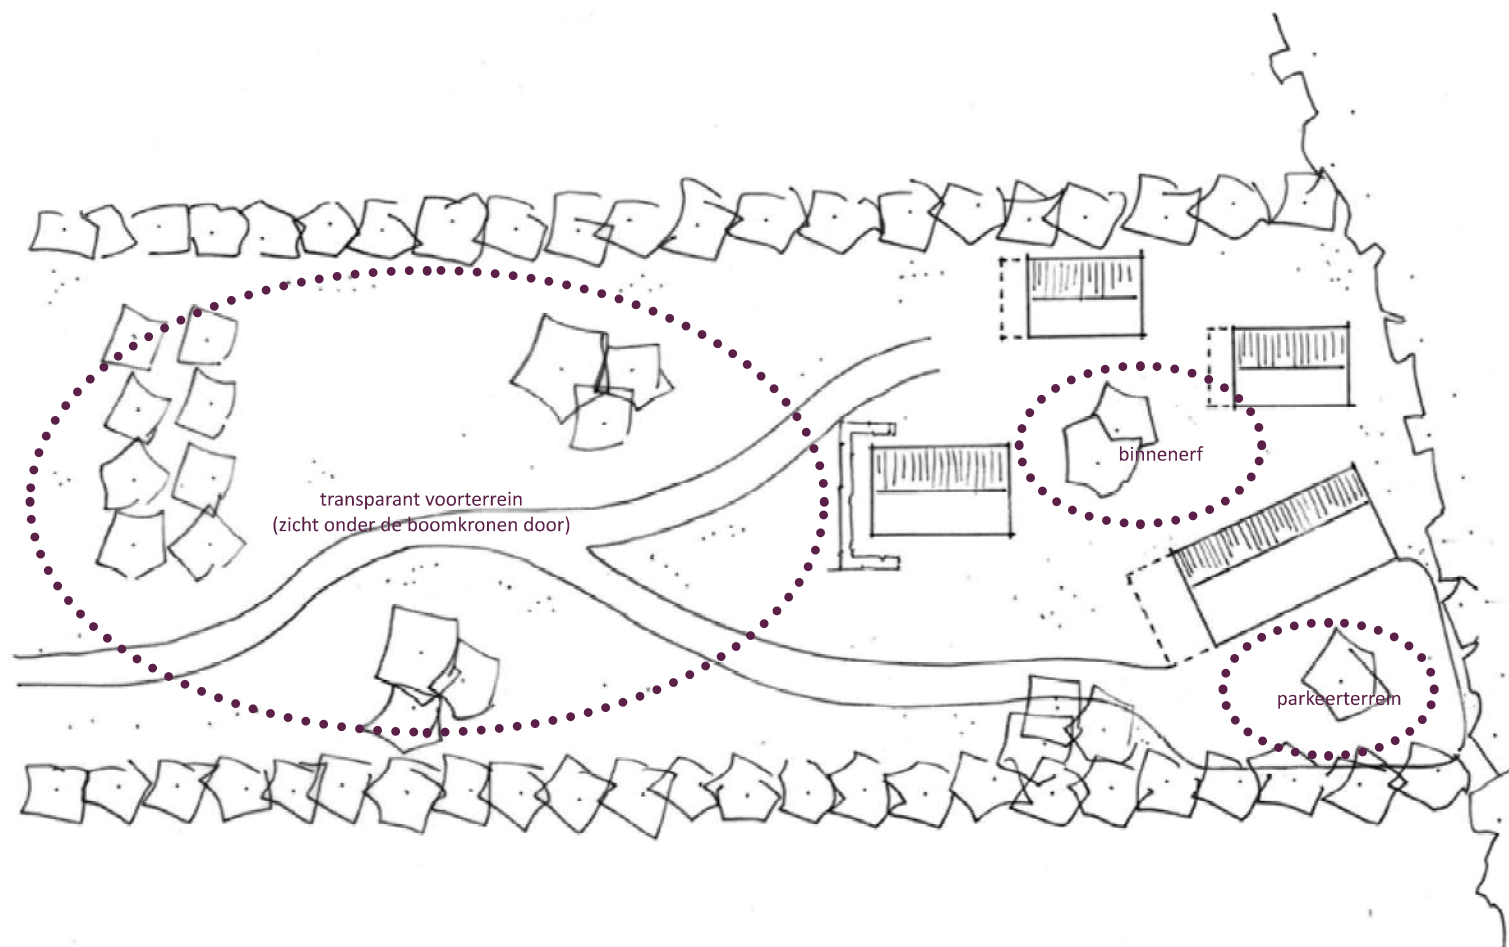 transparant voorterrein
(zicht onder de boomkronen door)
binnenerf
parkeerterrein